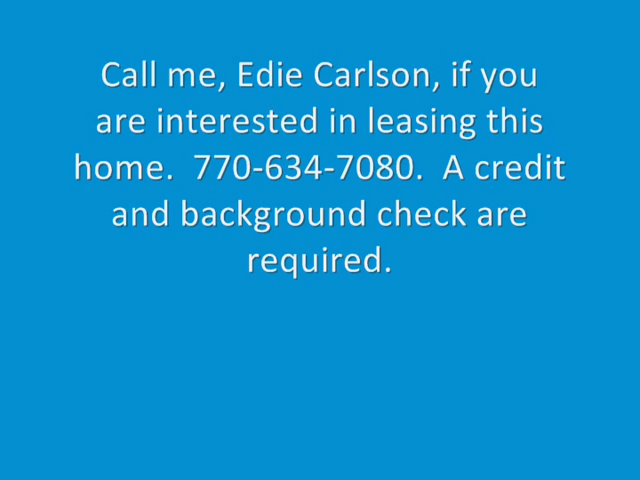 Call me, Edie Carlson, if you
are interested in leasing this
home.  770-634-7080.  A credit
and background check are
required.